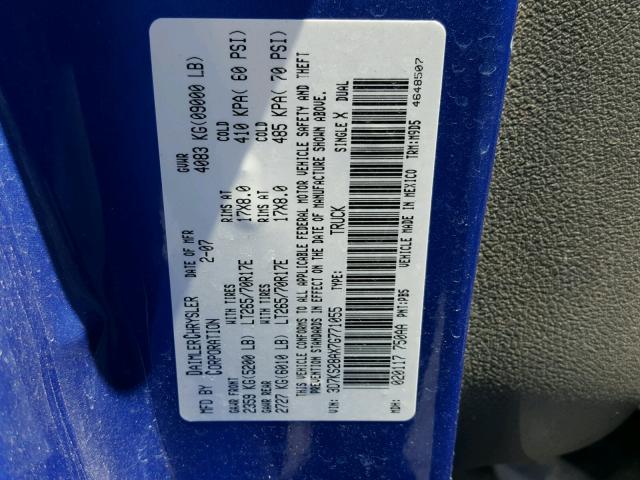 MFD BY DAIMLERCHRYSLER CORPORATION
DATE OF MFR 2-07
GVWR 4083 KG(09000 LB)
GAWR FRONT WITH TIRES RIMS AT COLD
2359 KG(5200 LB) LT265/70R17E 17X8.0 410 KPA( 60 PSI)
GAWR REAR WITH TIRES RIMS AT COLD
2727 KG(6010 LB) LT265/70R17E 17X8.0 485 KPA( 70 PSI)
THIS VEHICLE CONFORMS TO ALL APPLICABLE FEDERAL MOTOR VEHICLE SAFETY AND THEFT
PREVENTION STANDARDS IN EFFECT ON THE DATE OF MANUFACTURE SHOWN ABOVE.
VIN: 3D7KS28AX7G771055 TYPE: TRUCK SINGLE X DUAL
MDH: 020117 750AA PNT:PB5 VEHICLE MADE IN MEXICO TRM:M9D5 4648507